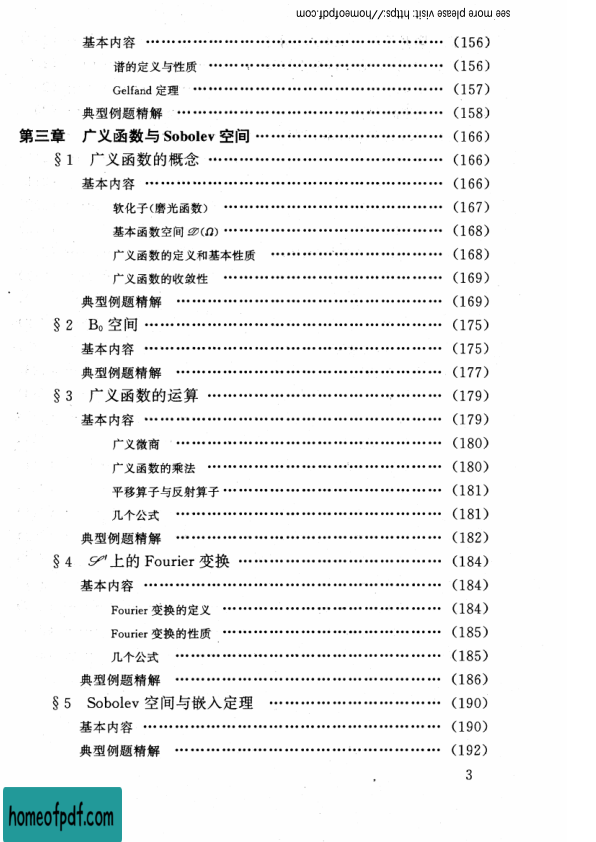 see more please visit: https://homeofpdf.com
基本内容 …… (156)
谱的定义与性质 …… (156)
Gelfand 定理 …… (157)
典型例题精解 …… (158)
第三章 广义函数与 Sobolev 空间 …… (166)
§1 广义函数的概念 …… (166)
基本内容 …… (166)
软化子(磨光函数) …… (167)
基本函数空间 𝒟(Ω) …… (168)
广义函数的定义和基本性质 …… (168)
广义函数的收敛性 …… (169)
典型例题精解 …… (169)
§2 B₀ 空间 …… (175)
基本内容 …… (175)
典型例题精解 …… (177)
§3 广义函数的运算 …… (179)
基本内容 …… (179)
广义微商 …… (180)
广义函数的乘法 …… (180)
平移算子与反射算子 …… (181)
几个公式 …… (181)
典型例题精解 …… (182)
§4 𝒮′ 上的 Fourier 变换 …… (184)
基本内容 …… (184)
Fourier 变换的定义 …… (184)
Fourier 变换的性质 …… (185)
几个公式 …… (185)
典型例题精解 …… (186)
§5 Sobolev 空间与嵌入定理 …… (190)
基本内容 …… (190)
典型例题精解 …… (192)
3
homeofpdf.com